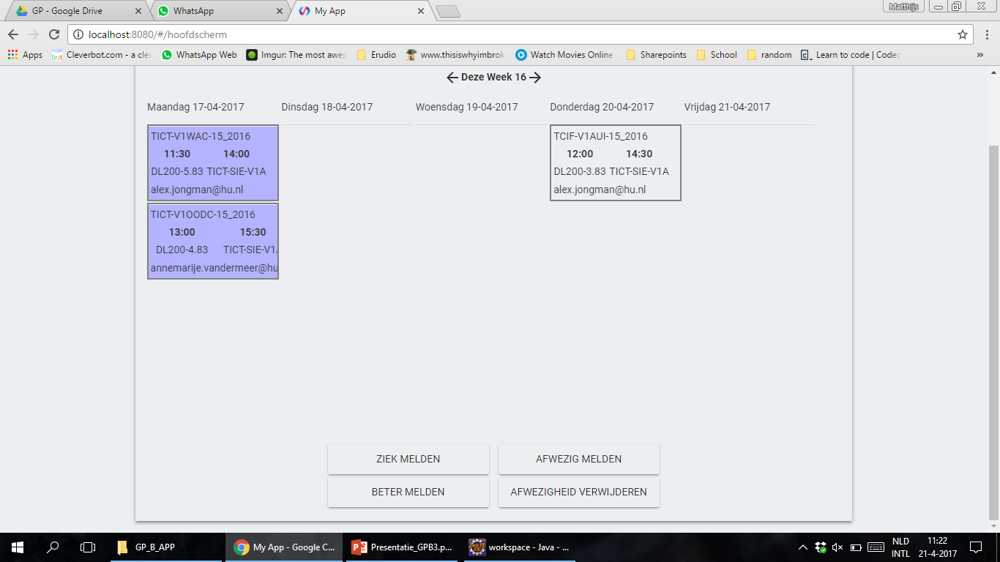 GP - Google Drive
WhatsApp
My App
Matthijs
localhost:8080/#/hoofdscherm
Apps
Cleverbot.com - a cle
WhatsApp Web
Imgur: The most awes
Erudio
www.thisiswhyimbrok
Watch Movies Online
Sharepoints
School
random
Learn to code | Codec
Deze Week 16
Maandag 17-04-2017
Dinsdag 18-04-2017
Woensdag 19-04-2017
Donderdag 20-04-2017
Vrijdag 21-04-2017
TICT-V1WAC-15_2016
11:30 14:00
DL200-5.83 TICT-SIE-V1A
alex.jongman@hu.nl
TICT-V1OODC-15_2016
13:00 15:30
DL200-4.83 TICT-SIE-V1A
annemarije.vandermeer@hu
TCIF-V1AUI-15_2016
12:00 14:30
DL200-3.83 TICT-SIE-V1A
alex.jongman@hu.nl
ZIEK MELDEN
AFWEZIG MELDEN
BETER MELDEN
AFWEZIGHEID VERWIJDEREN
GP_B_APP
My App - Google C...
Presentatie_GPB3.p...
workspace - Java - ...
NLD
INTL
11:22
21-4-2017